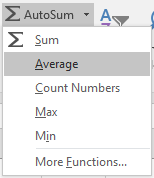 Σ AutoSum
Σ Sum
Average
Count Numbers
Max
Min
More Functions...